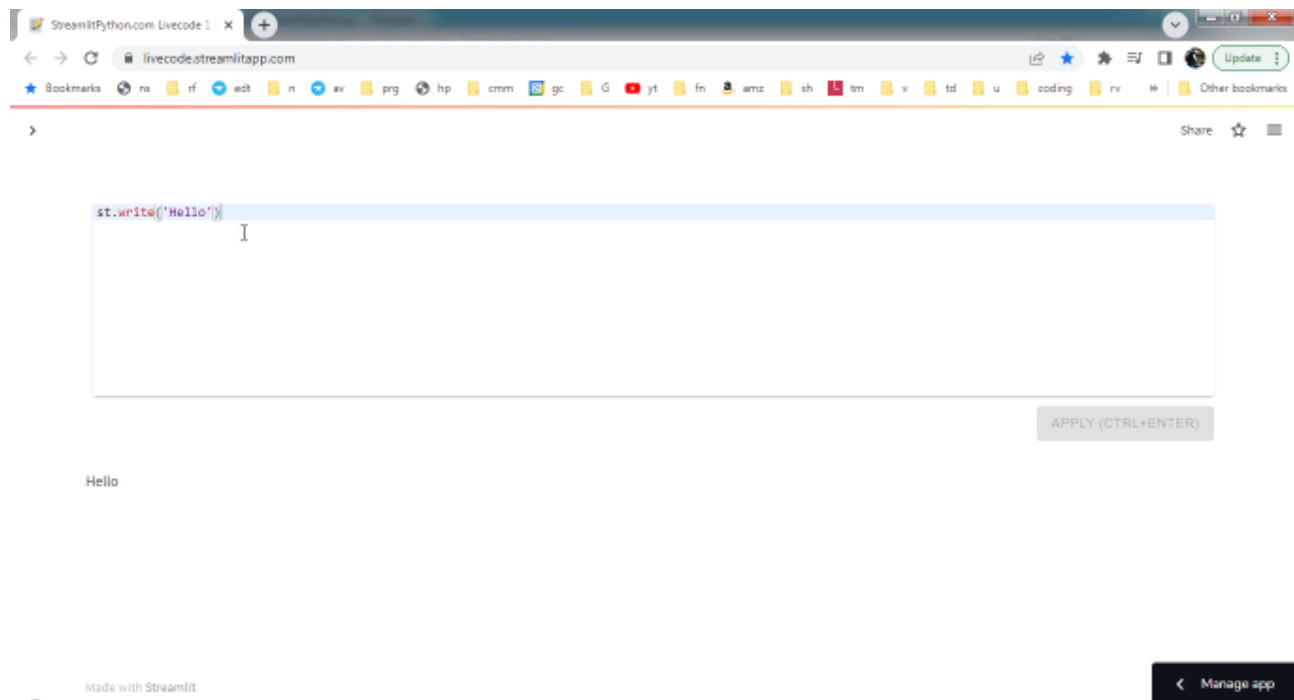 StreamlitPython.com Livecode 1
livecode.streamlitapp.com
Update
Bookmarks ns rf edt n av prg hp cmm gc G yt fn amz sh tm v td u coding rv » Other bookmarks
Share
st.write('Hello')
APPLY (CTRL+ENTER)
Hello
Made with Streamlit
Manage app